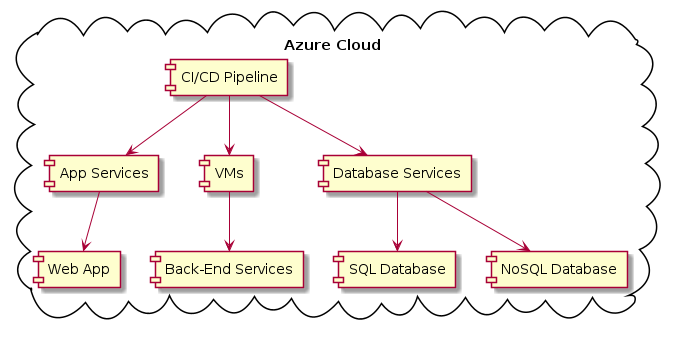 Azure Cloud
CI/CD Pipeline
App Services
VMs
Database Services
Web App
Back-End Services
SQL Database
NoSQL Database